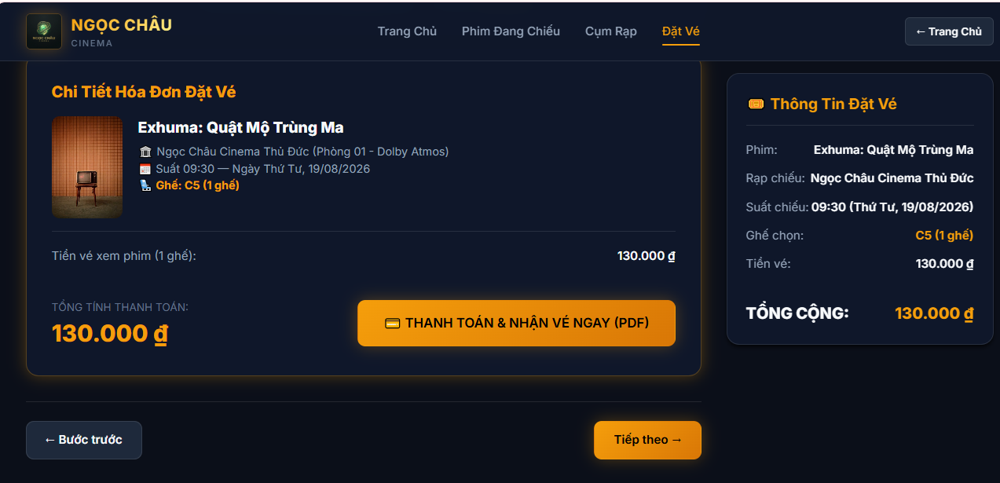 NGỌC CHÂU
CINEMA
Trang Chủ
Phim Đang Chiếu
Cụm Rạp
Đặt Vé
← Trang Chủ
Chi Tiết Hóa Đơn Đặt Vé
Exhuma: Quật Mộ Trùng Ma
Ngọc Châu Cinema Thủ Đức (Phòng 01 - Dolby Atmos)
Suất 09:30 — Ngày Thứ Tư, 19/08/2026
Ghế: C5 (1 ghế)
Tiền vé xem phim (1 ghế):
130.000 ₫
TỔNG TÍNH THANH TOÁN:
130.000 ₫
THANH TOÁN & NHẬN VÉ NGAY (PDF)
← Bước trước
Tiếp theo →
Thông Tin Đặt Vé
Phim:
Exhuma: Quật Mộ Trùng Ma
Rạp chiếu:
Ngọc Châu Cinema Thủ Đức
Suất chiếu:
09:30 (Thứ Tư, 19/08/2026)
Ghế chọn:
C5 (1 ghế)
Tiền vé:
130.000 ₫
TỔNG CỘNG:
130.000 ₫